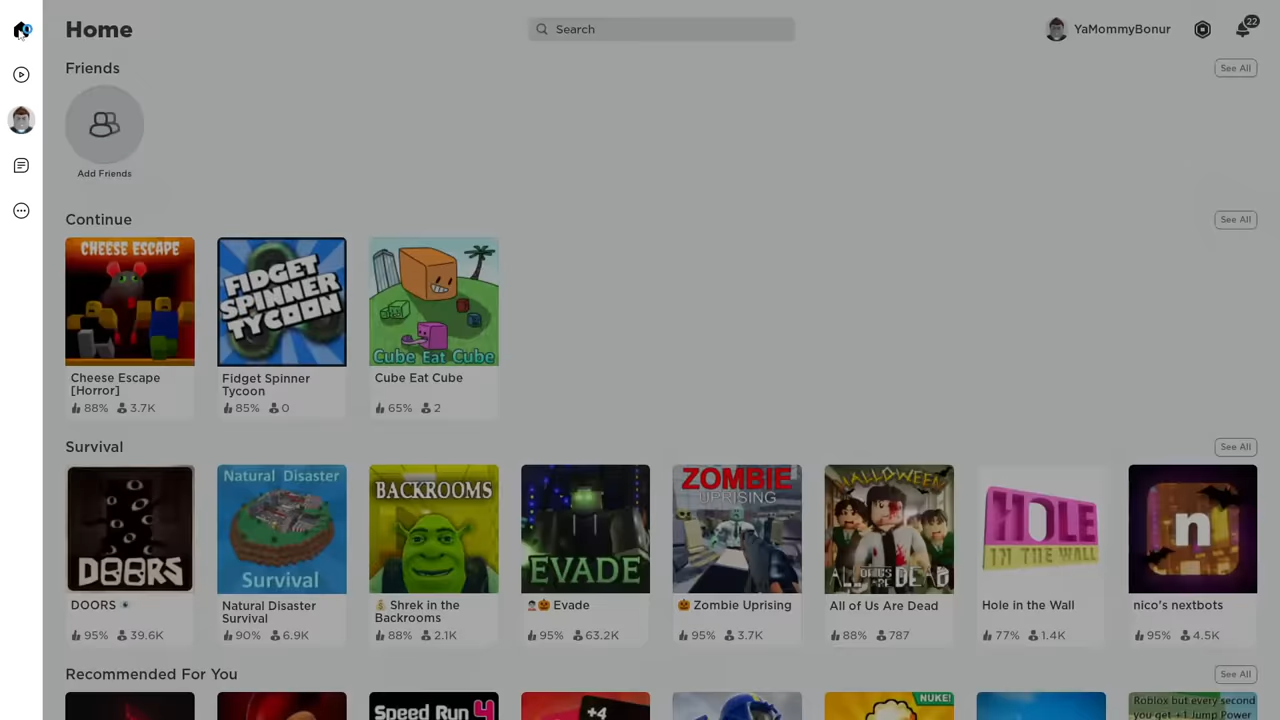 Home
Search
YaMommyBonur
22
Friends
See All
Add Friends
Continue
See All
CHEESE ESCAPE
FIDGET
SPINNER
TYCOON
Cube Eat Cube
Cheese Escape
[Horror]
88% 3.7K
Fidget Spinner
Tycoon
85% 0
Cube Eat Cube
65% 2
Survival
See All
DOORS
Natural Disaster
Survival
BACKROOMS
EVADE
ZOMBIE
UPRISING
HALLOWEEN
ALL OF US ARE DEAD
HOLE
IN THE WALL
n
DOORS
95% 39.6K
Natural Disaster
Survival
90% 6.9K
Shrek in the
Backrooms
88% 2.1K
Evade
95% 63.2K
Zombie Uprising
95% 3.7K
All of Us Are Dead
88% 787
Hole in the Wall
77% 1.4K
nico's nextbots
95% 4.5K
Recommended For You
See All
Speed Run 4
+4
NUKE!
Roblox but every second
you get +1 Jump Power